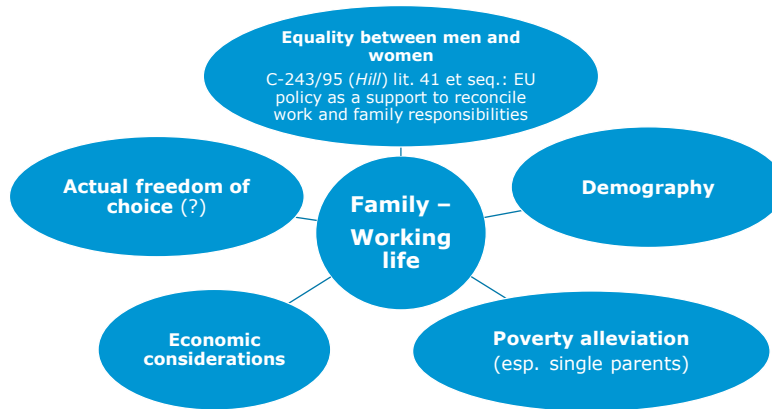 Equality between men and
women
C-243/95 (Hill) lit. 41 et seq.: EU
policy as a support to reconcile
work and family responsibilities
Actual freedom of
choice (?)
Family –
Working
life
Demography
Economic
considerations
Poverty alleviation
(esp. single parents)